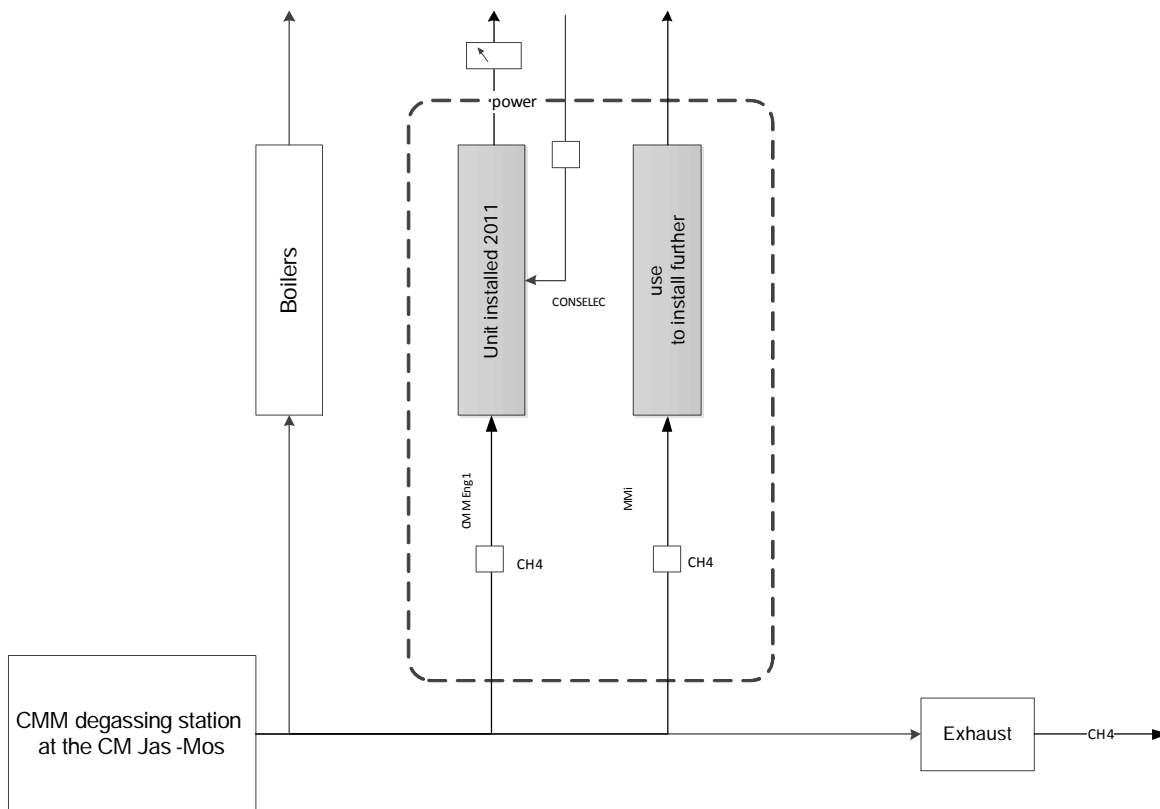 power
Boilers
Unit installed 2011
use
to install further
CONSELEC
CMM Eng1
MMi
CH4
CH4
CMM degassing station
at the CM Jas -Mos
Exhaust
CH4